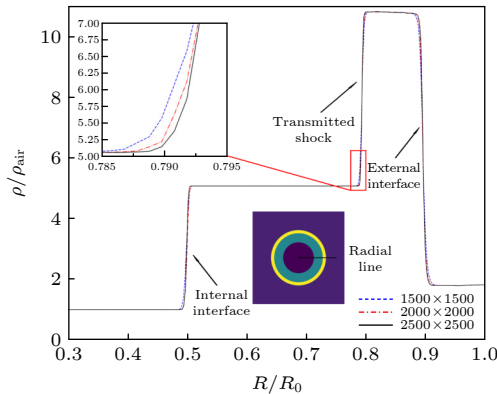 7.00
6.75
6.50
6.25
6.00
5.75
5.50
5.25
5.00
0.785
0.790
0.795
10
8
6
4
2
ρ/ρair
Transmitted
shock
External
interface
Radial
line
Internal
interface
1500×1500
2000×2000
2500×2500
0.3
0.4
0.5
0.6
0.7
0.8
0.9
1.0
R/R0